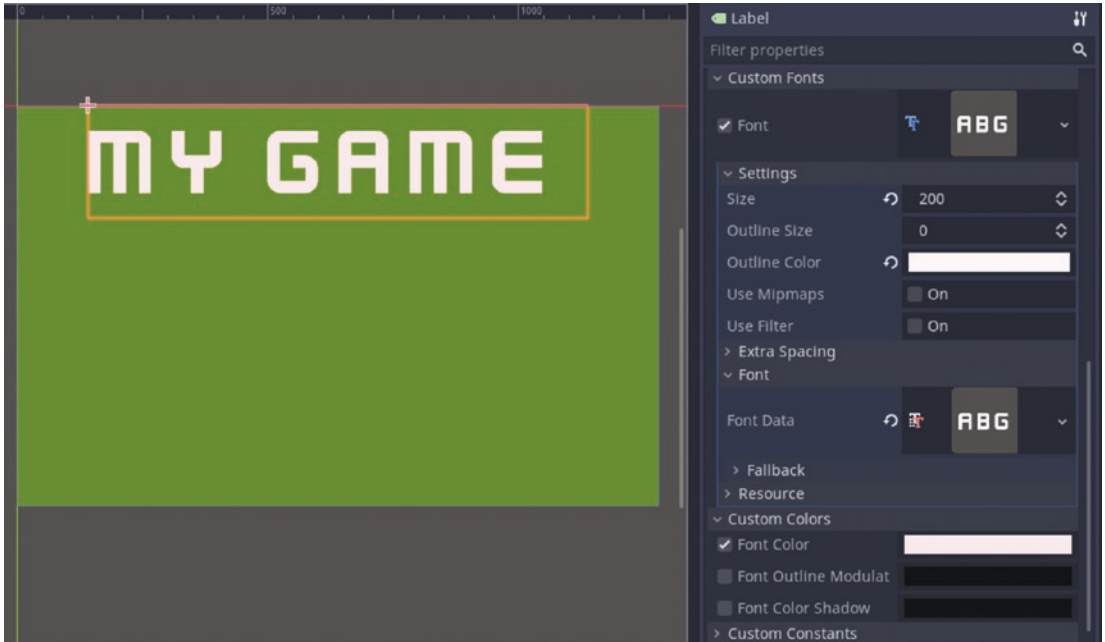 0 500 1000
MY GAME
Label
Filter properties
Custom Fonts
Font ABG
Settings
Size 200
Outline Size 0
Outline Color
Use Mipmaps On
Use Filter On
Extra Spacing
Font
Font Data ABG
Fallback
Resource
Custom Colors
Font Color
Font Outline Modulat
Font Color Shadow
Custom Constants